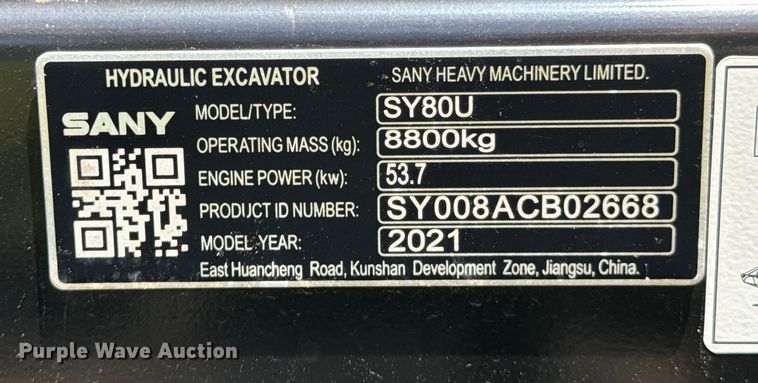 HYDRAULIC EXCAVATOR
SANY HEAVY MACHINERY LIMITED.
SANY
MODEL/TYPE: SY80U
OPERATING MASS (kg): 8800kg
ENGINE POWER (kw): 53.7
PRODUCT ID NUMBER: SY008ACB02668
MODEL YEAR: 2021
East Huancheng Road, Kunshan Development Zone, Jiangsu, China.
Purple Wave Auction